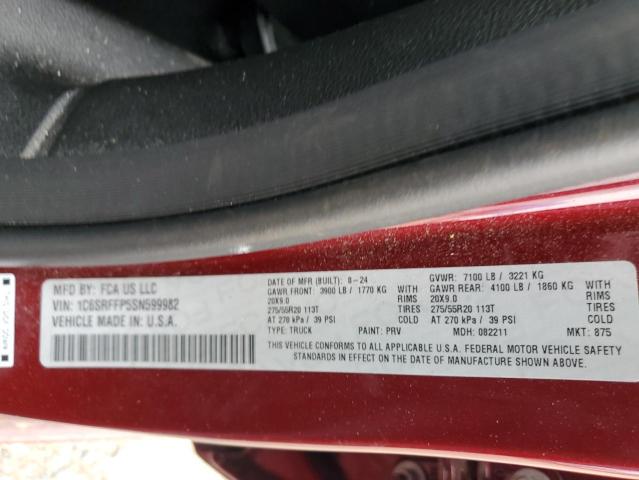 MFD BY: FCA US LLC
VIN: 1C6SRFFP5SN599982
VEHICLE MADE IN U.S.A.
DATE OF MFR (BUILT): 8-24 GVWR: 7100 LB / 3221 KG
GAWR FRONT: 3900 LB / 1770 KG WITH GAWR REAR: 4100 LB / 1860 KG WITH
20X9.0 RIMS 20X9.0 RIMS
275/55R20 113T TIRES 275/55R20 113T TIRES
AT 270 kPa / 39 PSI COLD AT 270 kPa / 39 PSI COLD
TYPE: TRUCK PAINT: PRV MDH: 082211 MKT: 875
THIS VEHICLE CONFORMS TO ALL APPLICABLE U.S.A. FEDERAL MOTOR VEHICLE SAFETY
STANDARDS IN EFFECT ON THE DATE OF MANUFACTURE SHOWN ABOVE.